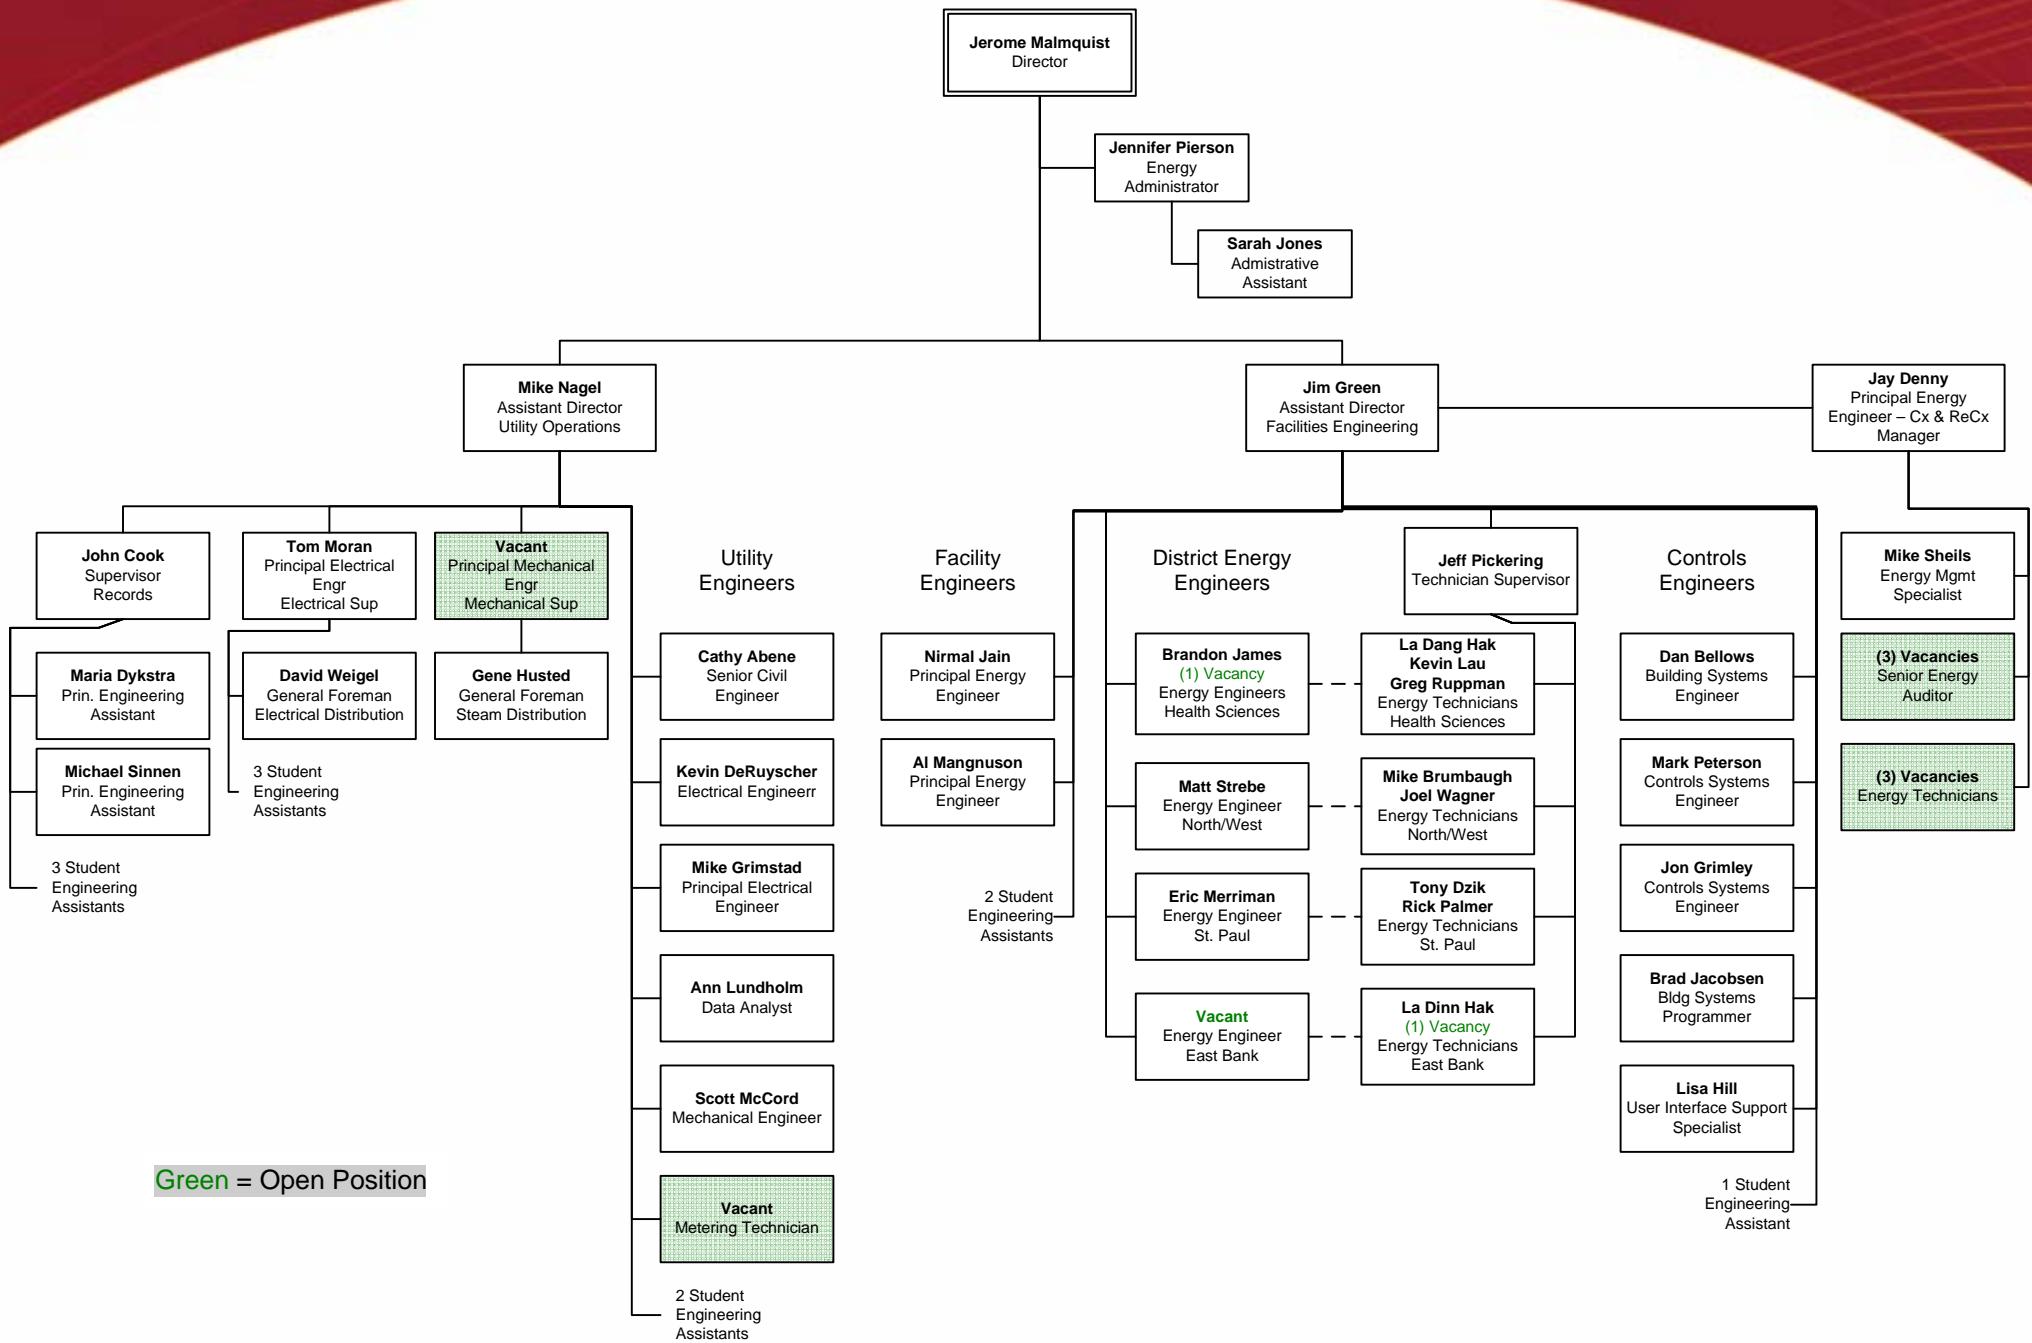 Jerome Malmquist
Director
Jennifer Pierson
Energy
Administrator
Sarah Jones
Admistrative
Assistant
Mike Nagel
Assistant Director
Utility Operations
Jim Green
Assistant Director
Facilities Engineering
Jay Denny
Principal Energy
Engineer – Cx & ReCx
Manager
John Cook
Supervisor
Records
Maria Dykstra
Prin. Engineering
Assistant
Michael Sinnen
Prin. Engineering
Assistant
3 Student
Engineering
Assistants
Tom Moran
Principal Electrical
Engr
Electrical Sup
David Weigel
General Foreman
Electrical Distribution
3 Student
Engineering
Assistants
Vacant
Principal Mechanical
Engr
Mechanical Sup
Gene Husted
General Foreman
Steam Distribution
Utility
Engineers
Cathy Abene
Senior Civil
Engineer
Kevin DeRuyscher
Electrical Engineerr
Mike Grimstad
Principal Electrical
Engineer
Ann Lundholm
Data Analyst
Scott McCord
Mechanical Engineer
Vacant
Metering Technician
2 Student
Engineering
Assistants
Facility
Engineers
Nirmal Jain
Principal Energy
Engineer
Al Mangnuson
Principal Energy
Engineer
2 Student
Engineering
Assistants
District Energy
Engineers
Brandon James
(1) Vacancy
Energy Engineers
Health Sciences
Matt Strebe
Energy Engineer
North/West
Eric Merriman
Energy Engineer
St. Paul
Vacant
Energy Engineer
East Bank
Jeff Pickering
Technician Supervisor
La Dang Hak
Kevin Lau
Greg Ruppman
Energy Technicians
Health Sciences
Mike Brumbaugh
Joel Wagner
Energy Technicians
North/West
Tony Dzik
Rick Palmer
Energy Technicians
St. Paul
La Dinn Hak
(1) Vacancy
Energy Technicians
East Bank
Controls
Engineers
Dan Bellows
Building Systems
Engineer
Mark Peterson
Controls Systems
Engineer
Jon Grimley
Controls Systems
Engineer
Brad Jacobsen
Bldg Systems
Programmer
Lisa Hill
User Interface Support
Specialist
1 Student
Engineering
Assistant
Mike Sheils
Energy Mgmt
Specialist
(3) Vacancies
Senior Energy
Auditor
(3) Vacancies
Energy Technicians
Green = Open Position